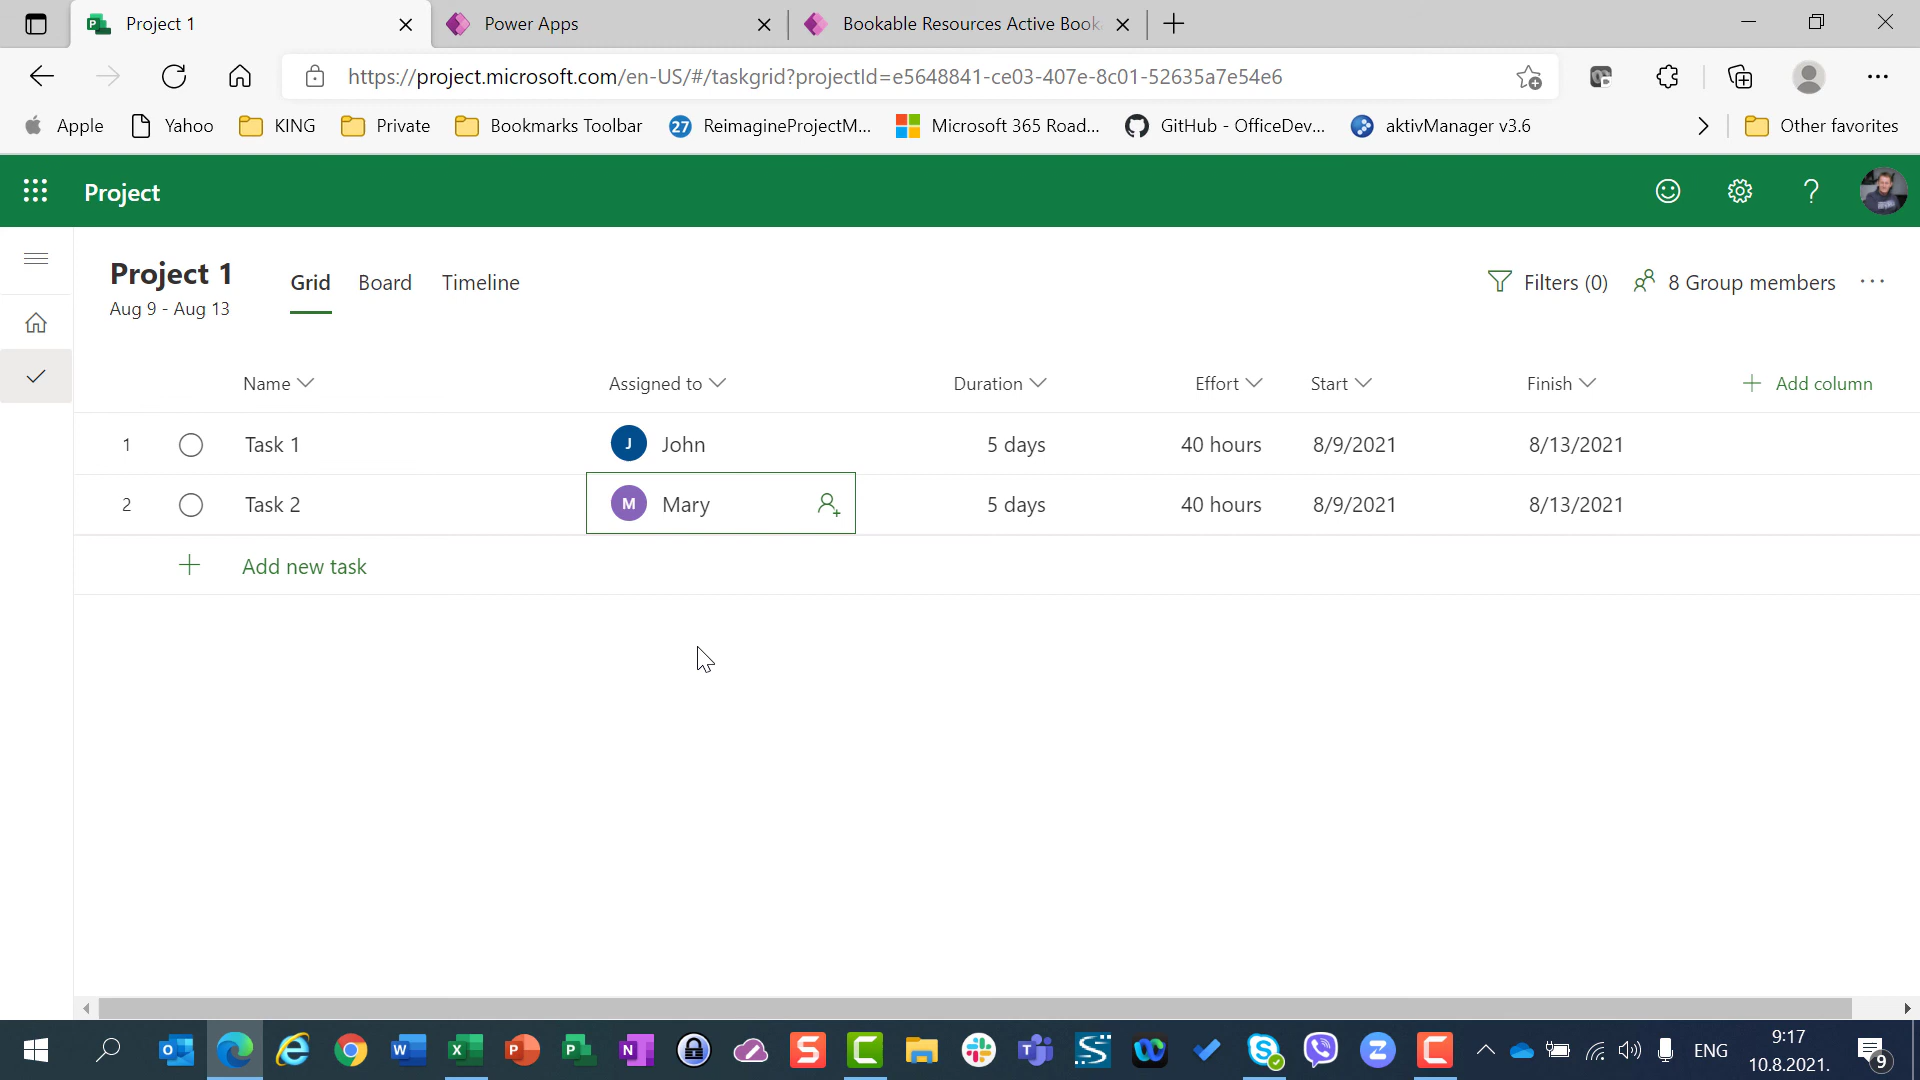 Project 1 Power Apps Bookable Resources Active Book
https://project.microsoft.com/en-US/#/taskgrid?projectId=e5648841-ce03-407e-8c01-52635a7e54e6
Apple Yahoo KING Private Bookmarks Toolbar 27 ReimagineProjectM... Microsoft 365 Road... GitHub - OfficeDev... aktivManager v3.6 Other favorites
Project
Project 1 Grid Board Timeline Filters (0) 8 Group members
Aug 9 - Aug 13
Name Assigned to Duration Effort Start Finish Add column
1 Task 1 J John 5 days 40 hours 8/9/2021 8/13/2021
2 Task 2 M Mary 5 days 40 hours 8/9/2021 8/13/2021
Add new task
9:17
ENG
10.8.2021.
9